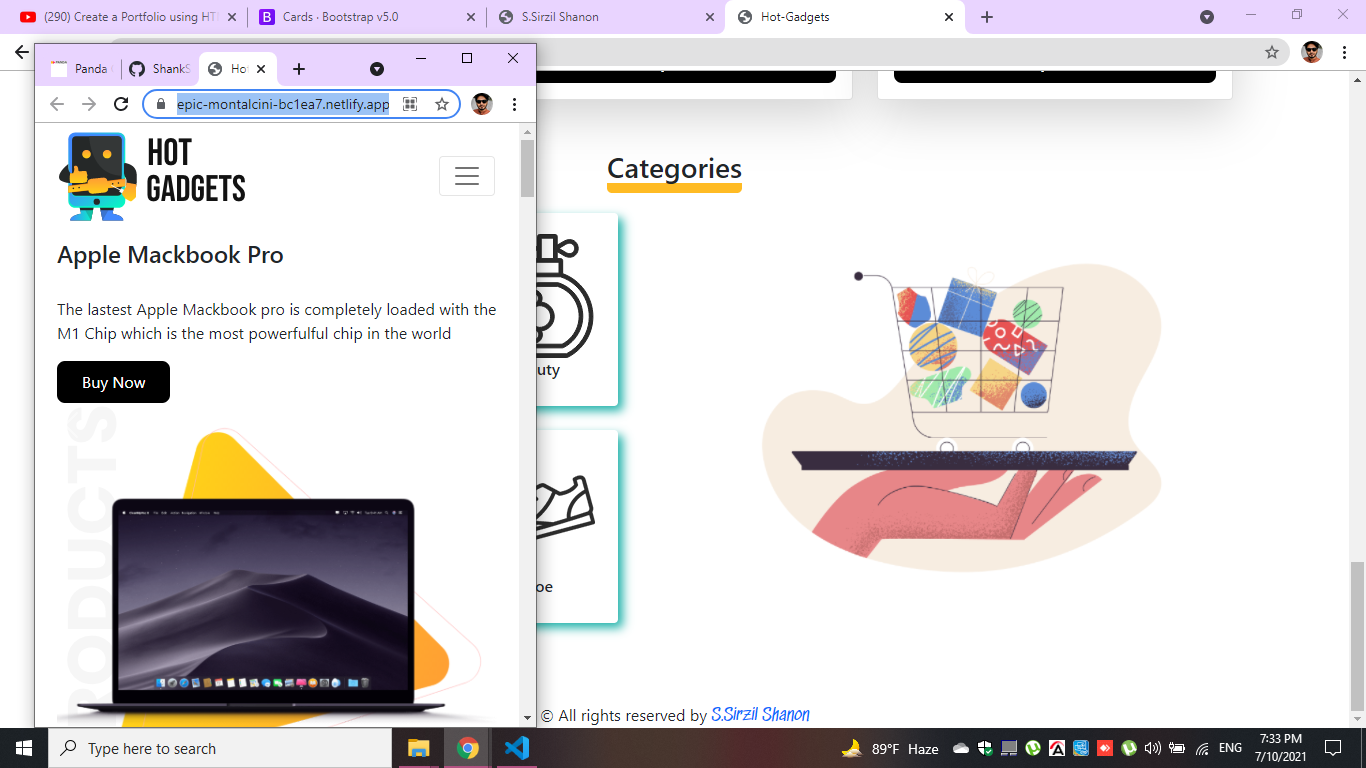 (290) Create a Portfolio using HT
Cards · Bootstrap v5.0
S.Sirzil Shanon
Hot-Gadgets
Panda
ShankS
Ho
epic-montalcini-bc1ea7.netlify.app
HOT
GADGETS
Apple Mackbook Pro
The lastest Apple Mackbook pro is completely loaded with the
M1 Chip which is the most powerfulful chip in the world
Buy Now
PRODUCTS
Categories
uty
oe
© All rights reserved by S.Sirzil Shanon
Type here to search
89°F Haze
ENG
7:33 PM
7/10/2021